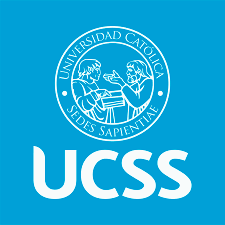 UNIVERSIDAD CATÓLICA
SEDES SAPIENTIAE
UCSS